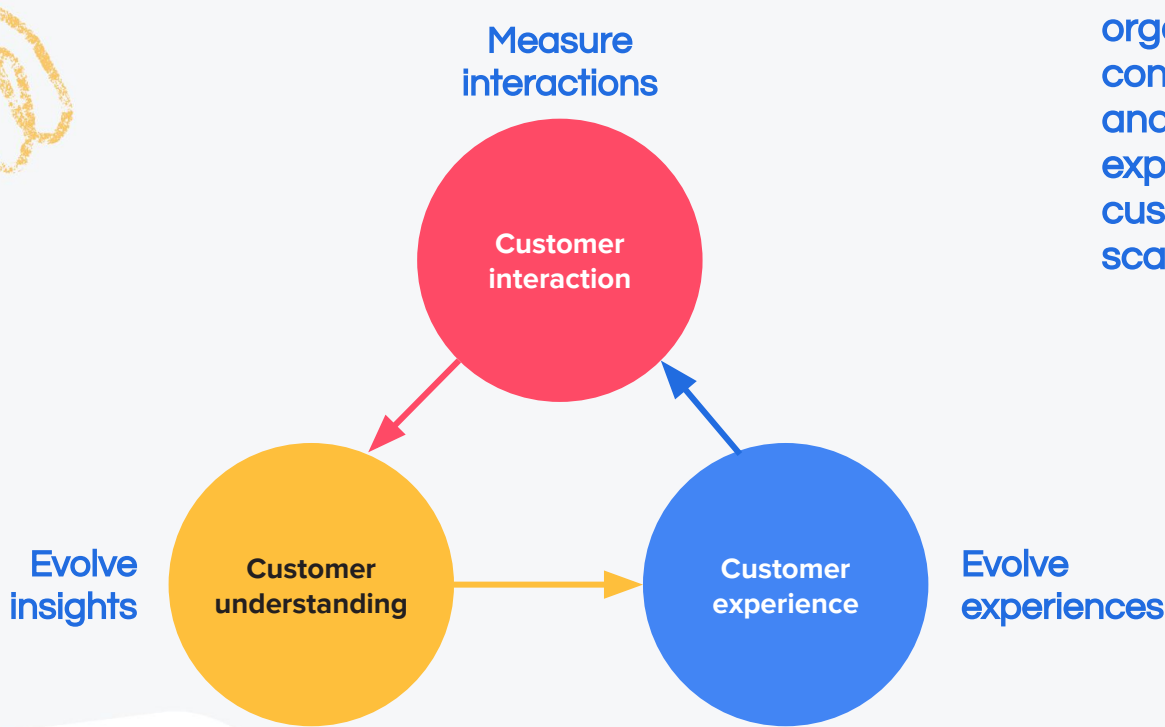 Measure
interactions
Customer
interaction
Customer
understanding
Evolve
insights
Customer
experience
Evolve
experiences